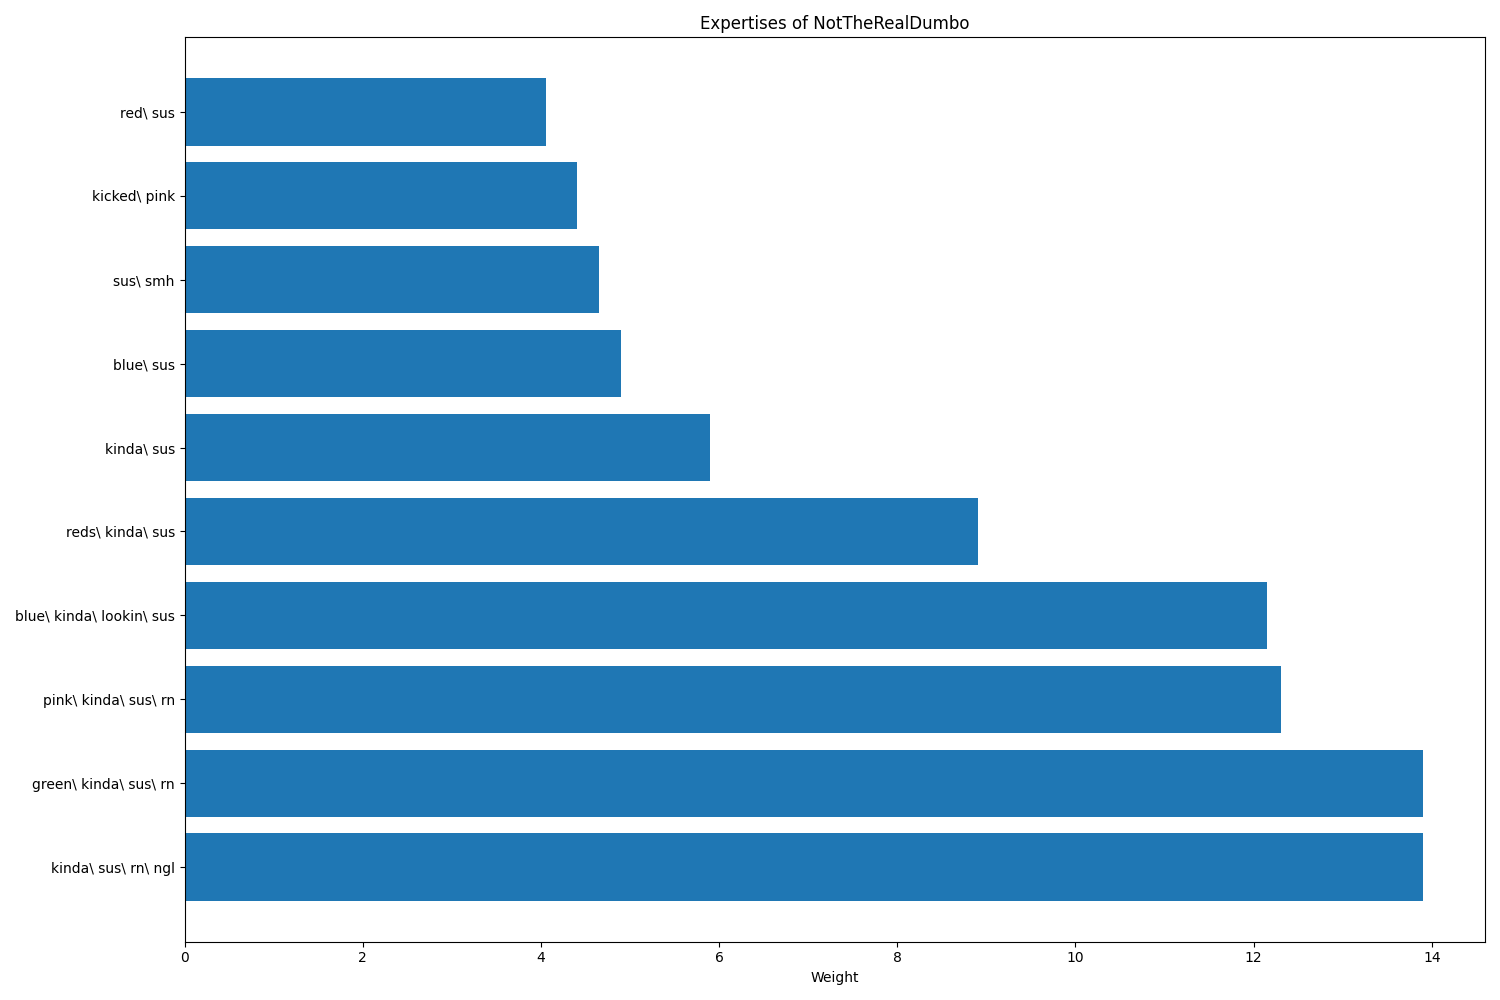 Expertises of NotTheRealDumbo
red\ sus
kicked\ pink
sus\ smh
blue\ sus
kinda\ sus
reds\ kinda\ sus
blue\ kinda\ lookin\ sus
pink\ kinda\ sus\ rn
green\ kinda\ sus\ rn
kinda\ sus\ rn\ ngl
0 2 4 6 8 10 12 14
Weight